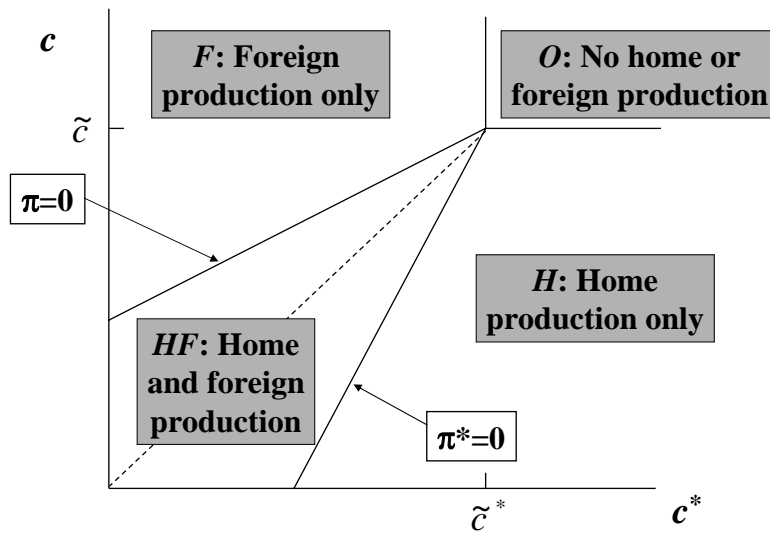 c
F: Foreign
production only
O: No home or
foreign production
c̃
π=0
H: Home
production only
HF: Home
and foreign
production
π*=0
c̃*
c*